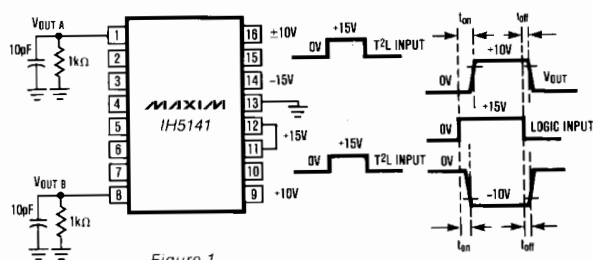 VOUT A
10pF
1kΩ
1
2
3
4
5
6
7
8
MAXIM
IH5141
16
15
14
13
12
11
10
9
±10V
-15V
+15V
+10V
VOUT B
10pF
1kΩ
Figure 1
+15V
0V
T²L INPUT
+15V
0V
T²L INPUT
ton
toff
+10V
0V
VOUT
+15V
0V
LOGIC INPUT
0V
-10V
ton
toff